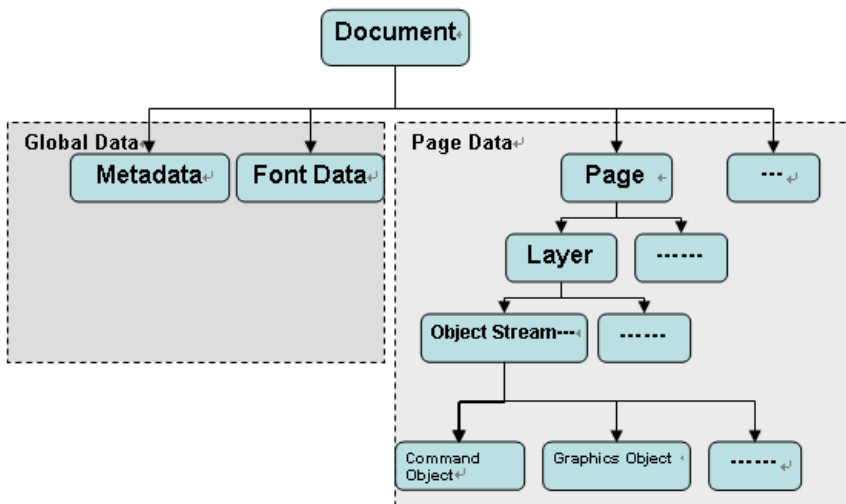 Document
Global Data
Page Data
Metadata
Font Data
Page
---
Layer
------
Object Stream---
------
Command
Object
Graphics Object
------